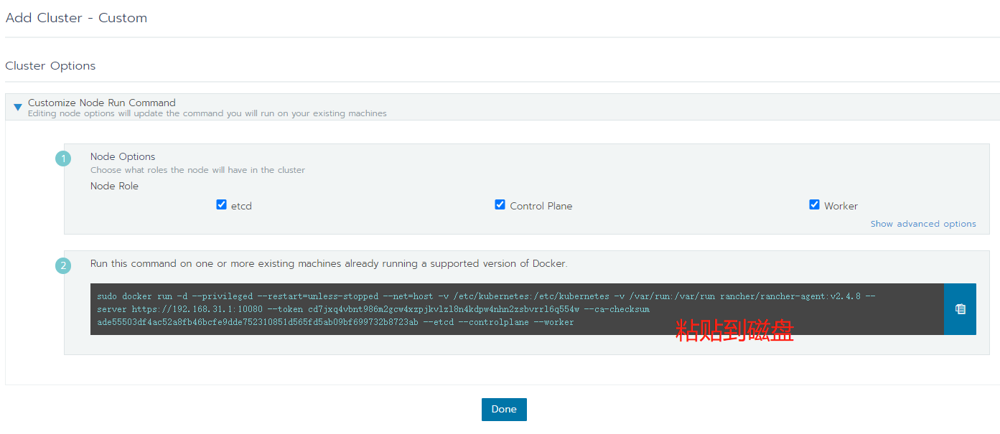 Add Cluster - Custom
Cluster Options
Customize Node Run Command
Editing node options will update the command you will run on your existing machines
1
Node Options
Choose what roles the node will have in the cluster
Node Role
etcd
Control Plane
Worker
Show advanced options
2
Run this command on one or more existing machines already running a supported version of Docker.
sudo docker run -d --privileged --restart=unless-stopped --net=host -v /etc/kubernetes:/etc/kubernetes -v /var/run:/var/run rancher/rancher-agent:v2.4.8 --
server https://192.168.31.1:10080 --token cd7jxq4vbnt986m2gcw4xzpjkvlzl8n4kdpw4nhn2zsbvrrl6q554w --ca-checksum
ade55503df4ac52a8fb46bcfe9dde752310851d565fd5ab09bf699732b8723ab --etcd --controlplane --worker
粘贴到磁盘
Done